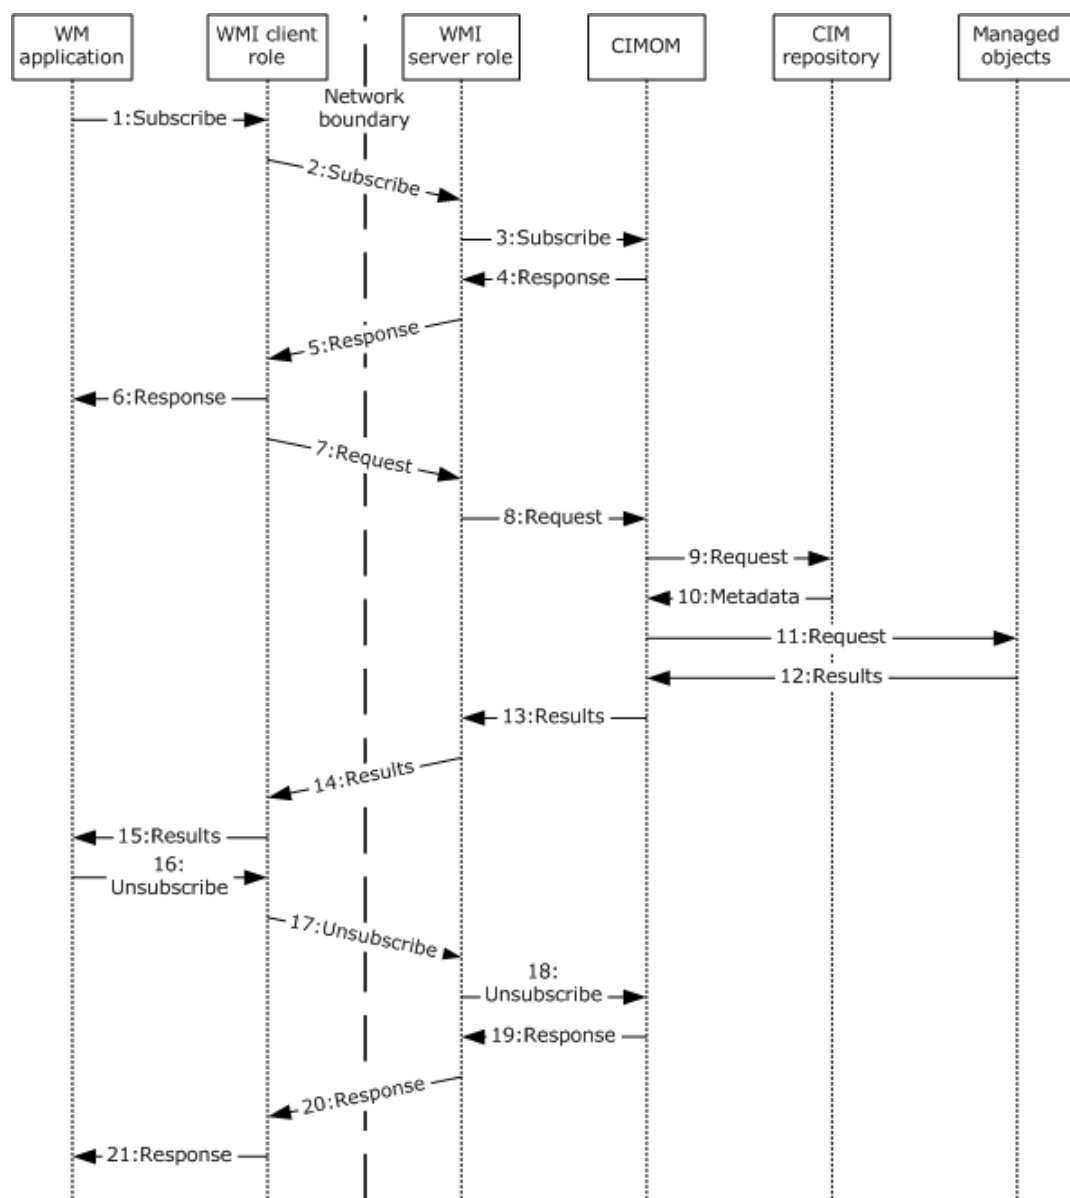 WM
application
WMI client
role
WMI
server role
CIMOM
CIM
repository
Managed
objects
Network
boundary
1:Subscribe
2:Subscribe
3:Subscribe
4:Response
5:Response
6:Response
7:Request
8:Request
9:Request
10:Metadata
11:Request
12:Results
13:Results
14:Results
15:Results
16:
Unsubscribe
17:Unsubscribe
18:
Unsubscribe
19:Response
20:Response
21:Response